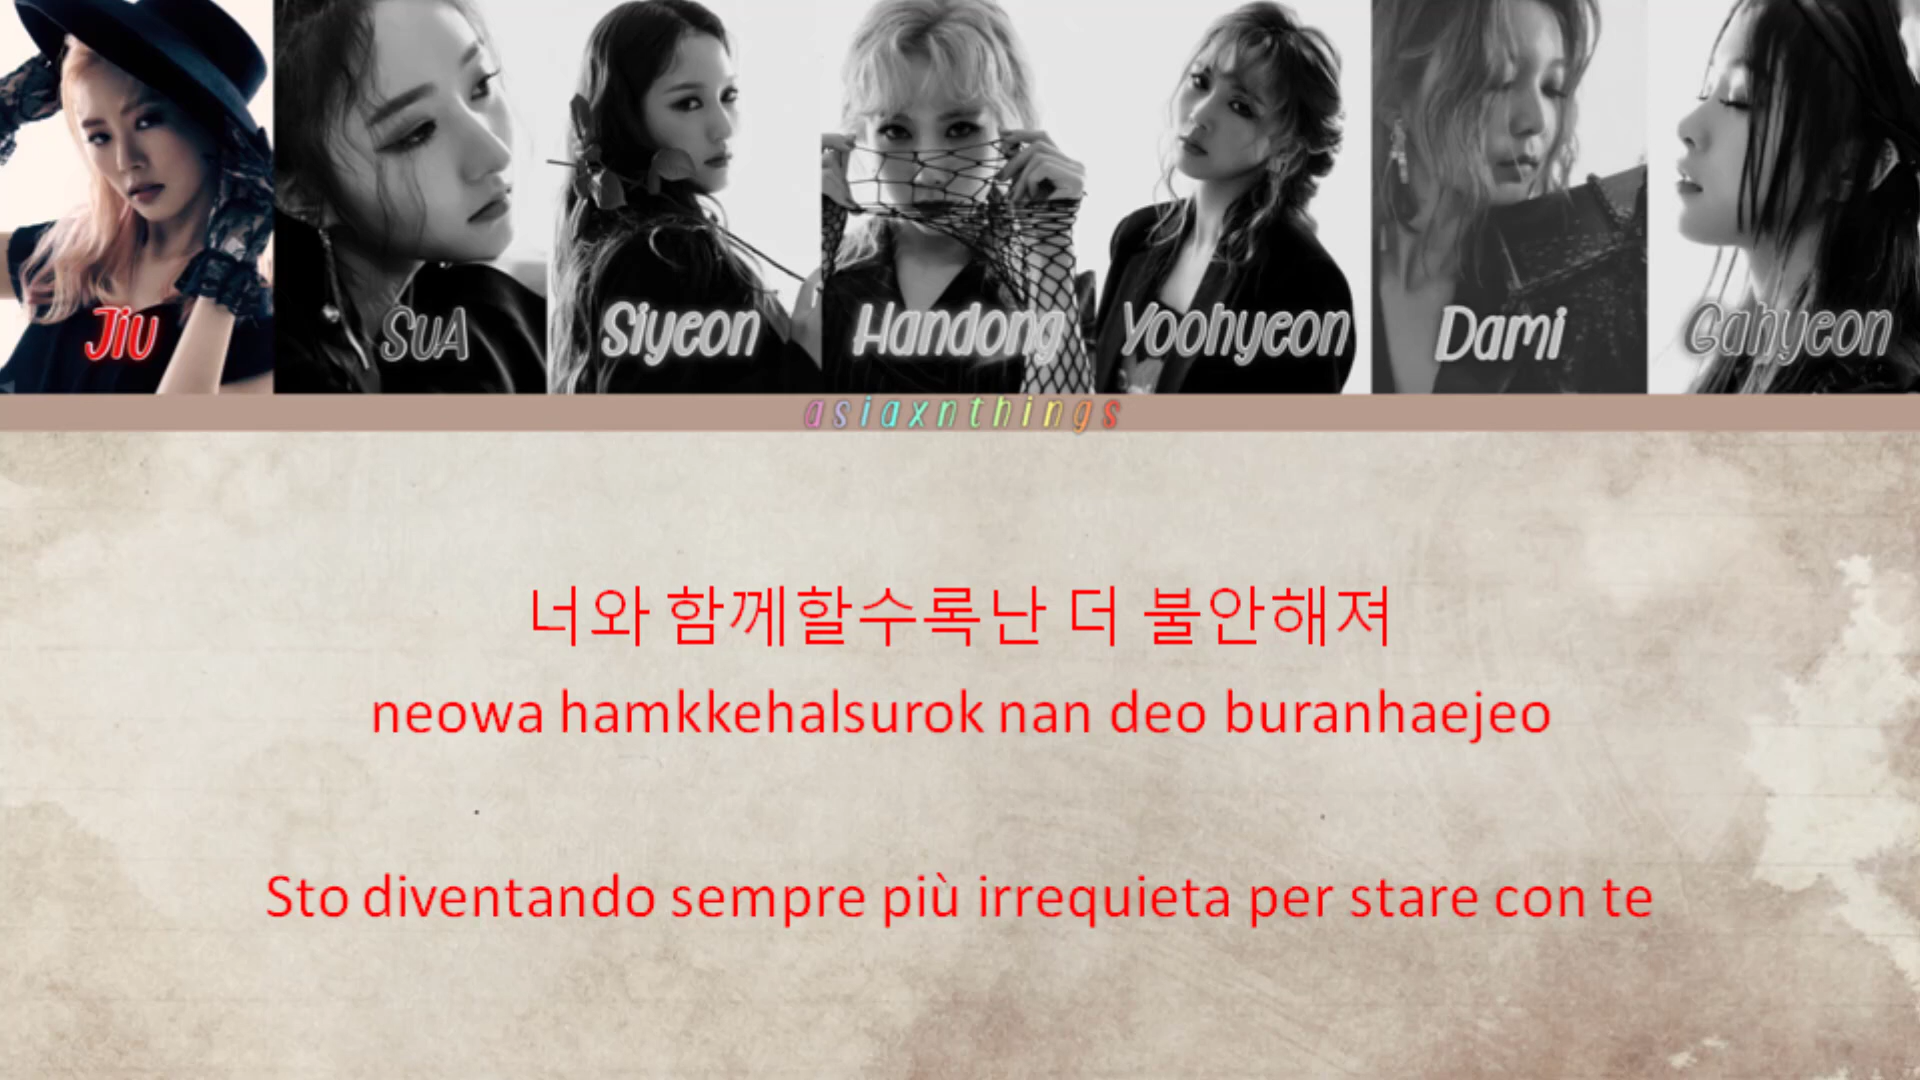 Jiu SuA Siyeon Handong Yoohyeon Dami Gahyeon
asiaxnthings
너와 함께할수록난 더 불안해져
neowa hamkkehalsurok nan deo buranhaejeo
Sto diventando sempre più irrequieta per stare con te